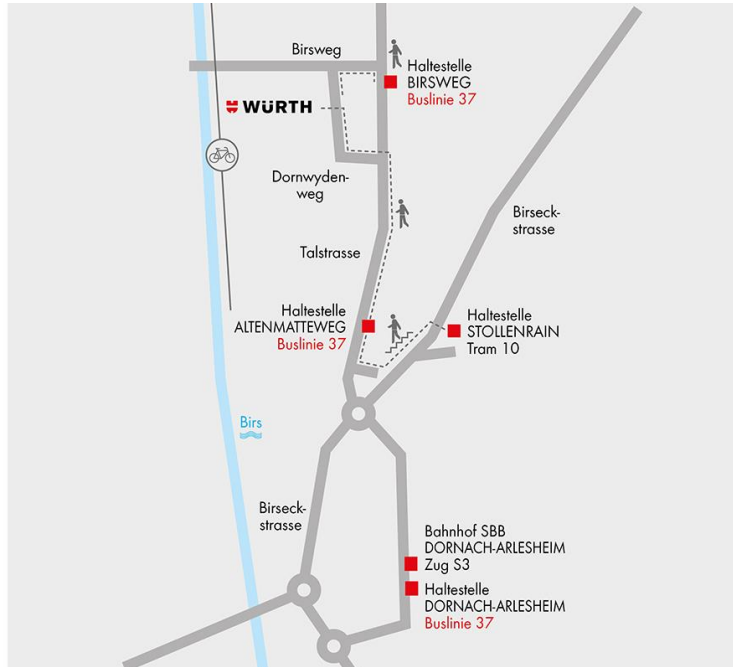 Birsweg
Haltestelle
BIRSWEG
Buslinie 37
WÜRTH
Dornwyden-
weg
Birseck-
strasse
Talstrasse
Haltestelle
ALTENMATTEWEG
Buslinie 37
Haltestelle
STOLLENRAIN
Tram 10
Birs
Birseck-
strasse
Bahnhof SBB
DORNACH-ARLESHEIM
Zug S3
Haltestelle
DORNACH-ARLESHEIM
Buslinie 37